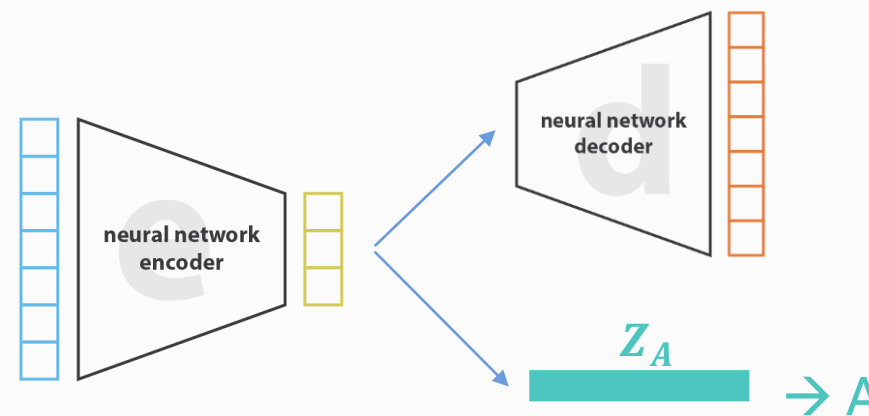 e
neural network
encoder
d
neural network
decoder
Z_A
→ A